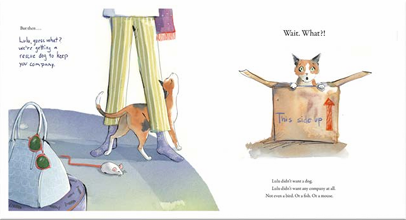 But then . . .
Lulu, guess what?
We're getting a
rescue dog to keep
you company.
Wait. What?!
This side up
Lulu didn't want a dog.
Lulu didn't want any company at all.
Not even a bird. Or a fish. Or a mouse.